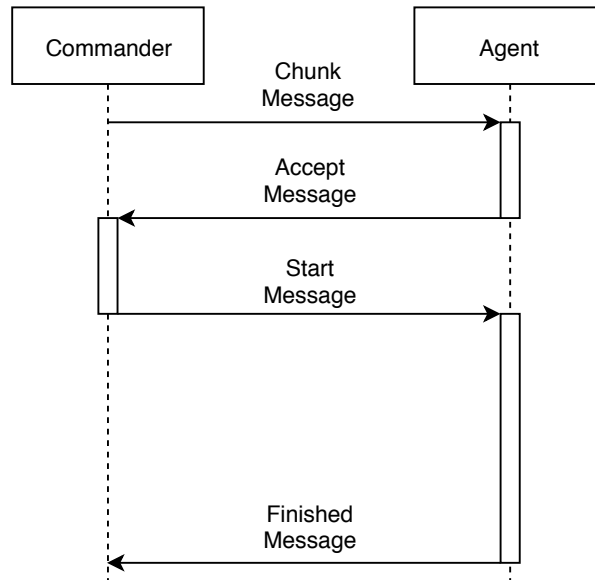 Commander
Agent
Chunk
Message
Accept
Message
Start
Message
Finished
Message